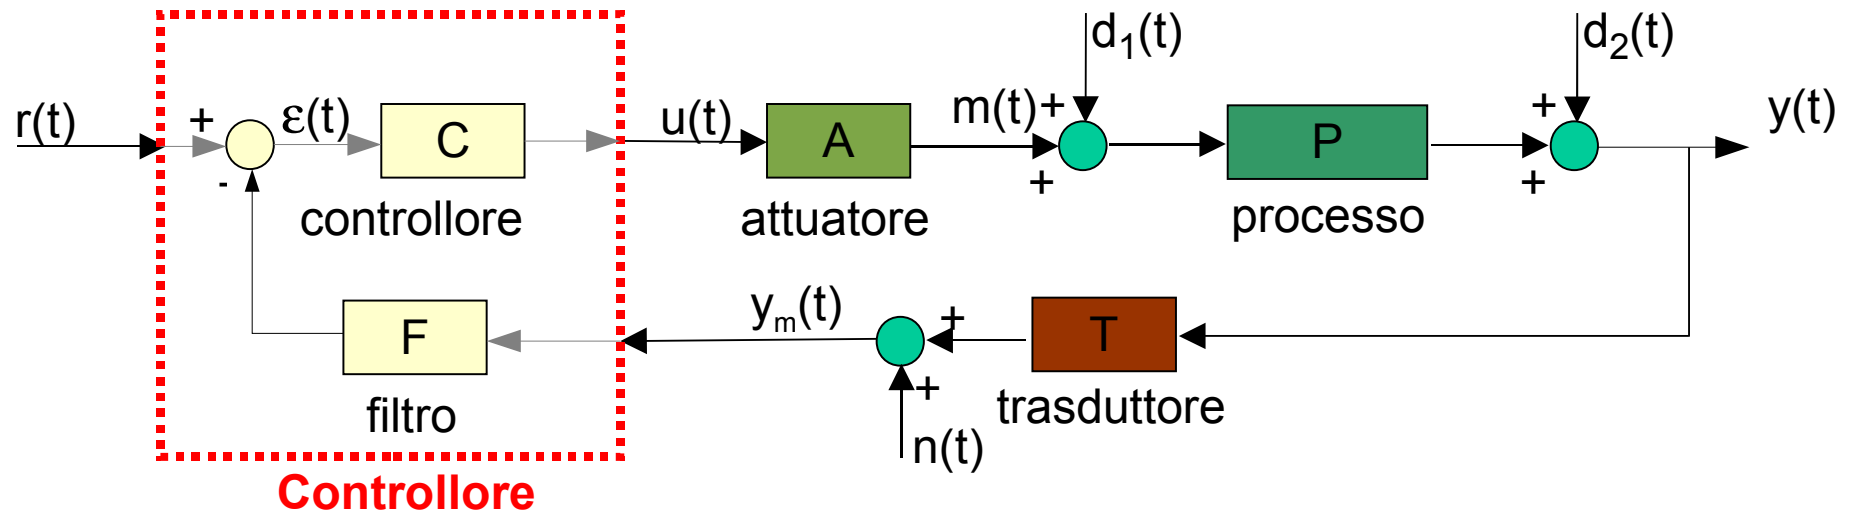 d₁(t)
d₂(t)
r(t)
+
ε(t)
C
u(t)
A
m(t)
+
P
+
y(t)
-
+
+
controllore
attuatore
processo
F
yₘ(t)
+
T
filtro
+
trasduttore
n(t)
Controllore